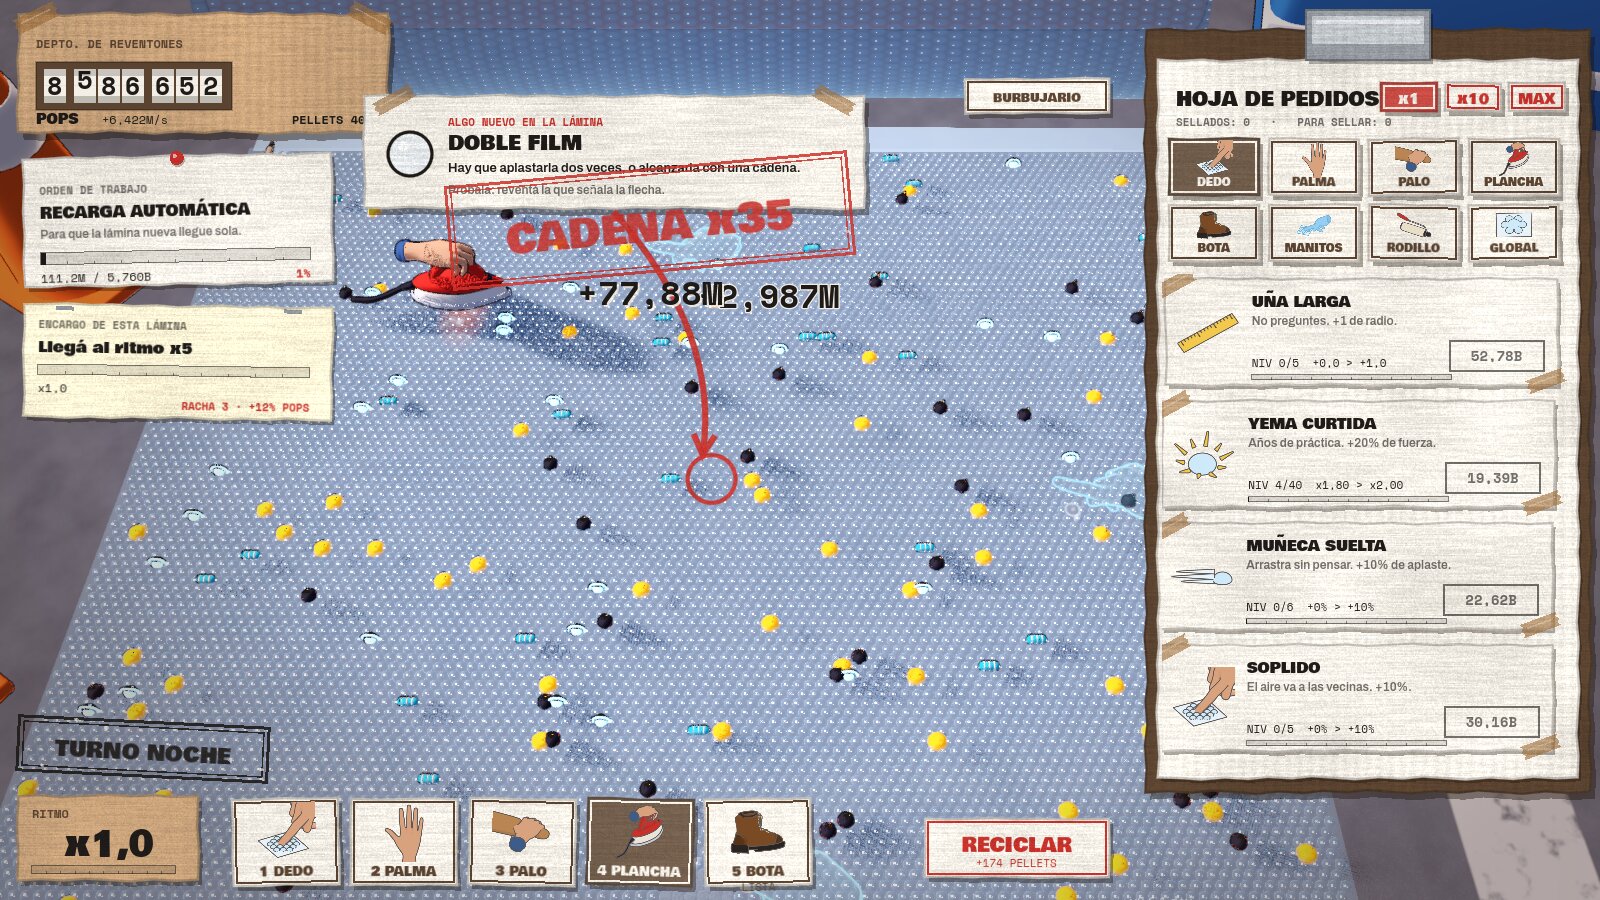 DEPTO. DE REVENTONES
8 586 652
POPS +6,422M/s PELLETS 40
ORDEN DE TRABAJO
RECARGA AUTOMÁTICA
Para que la lámina nueva llegue sola.
111,2M / 5,760B 1%
ENCARGO DE ESTA LÁMINA
Llegá al ritmo x5
x1,0
RACHA 3 · +12% POPS
ALGO NUEVO EN LA LÁMINA
DOBLE FILM
Hay que aplastarla dos veces, o alcanzarla con una cadena.
Probala: reventá la que señala la flecha.
CADENA x35
+77,88M
2,987M
BURBUJARIO
HOJA DE PEDIDOS
x1
x10
MAX
SELLADOS: 0 · PARA SELLAR: 0
DEDO
PALMA
PALO
PLANCHA
BOTA
MANITOS
RODILLO
GLOBAL
UÑA LARGA
No preguntes. +1 de radio.
NIV 0/5 +0,0 > +1,0
52,78B
YEMA CURTIDA
Años de práctica. +20% de fuerza.
NIV 4/40 x1,80 > x2,00
19,39B
MUÑECA SUELTA
Arrastra sin pensar. +10% de aplaste.
NIV 0/6 +0% > +10%
22,62B
SOPLIDO
El aire va a las vecinas. +10%.
NIV 0/5 +0% > +10%
30,16B
TURNO NOCHE
RITMO
x1,0
1 DEDO
2 PALMA
3 PALO
4 PLANCHA
5 BOTA
LISTA
RECICLAR
+174 PELLETS